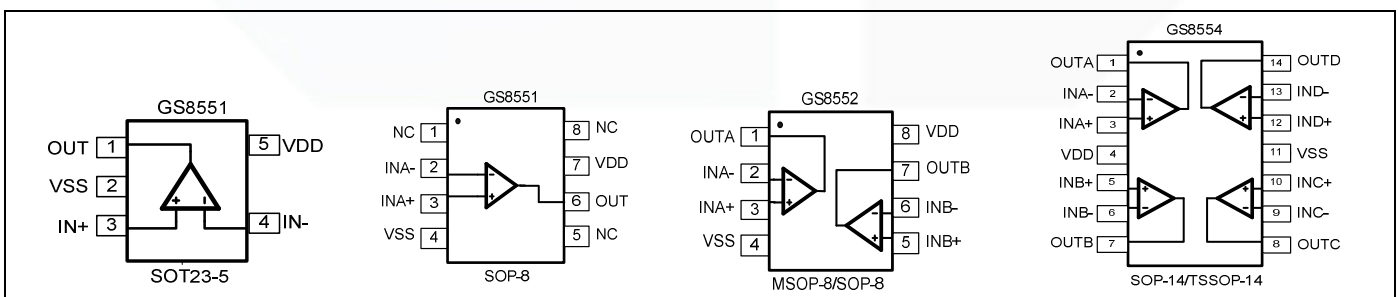 GS8551
OUT 1 5 VDD
VSS 2
IN+ 3 + - 4 IN-
SOT23-5
GS8551
NC 1 8 NC
INA- 2 - 7 VDD
INA+ 3 + 6 OUT
VSS 4 5 NC
SOP-8
GS8552
OUTA 1 8 VDD
INA- 2 - 7 OUTB
INA+ 3 + - 6 INB-
VSS 4 + 5 INB+
MSOP-8/SOP-8
GS8554
OUTA 1 14 OUTD
INA- 2 - - 13 IND-
INA+ 3 + + 12 IND+
VDD 4 11 VSS
INB+ 5 + + 10 INC+
INB- 6 - - 9 INC-
OUTB 7 8 OUTC
SOP-14/TSSOP-14